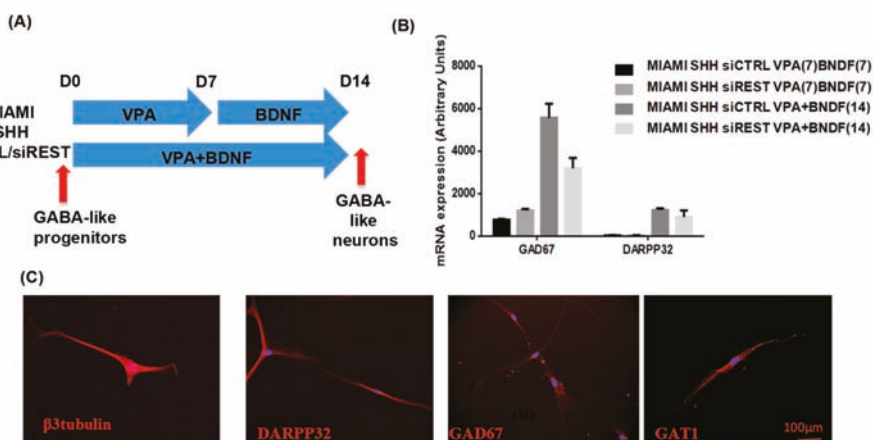 (A)
D0 D7 D14
VPA
BDNF
MIAMI
SHH
L/siREST
VPA+BDNF
GABA-like
progenitors
GABA-
like
neurons
(B)
mRNA expression (Arbitrary Units)
8000
6000
4000
2000
0
GAD67
DARPP32
MIAMI SHH siCTRL VPA(7)BNDF(7)
MIAMI SHH siREST VPA(7)BNDF(7)
MIAMI SHH siCTRL VPA+BNDF(14)
MIAMI SHH siREST VPA+BNDF(14)
(C)
β3tubulin
DARPP32
GAD67
GAT1
100µm